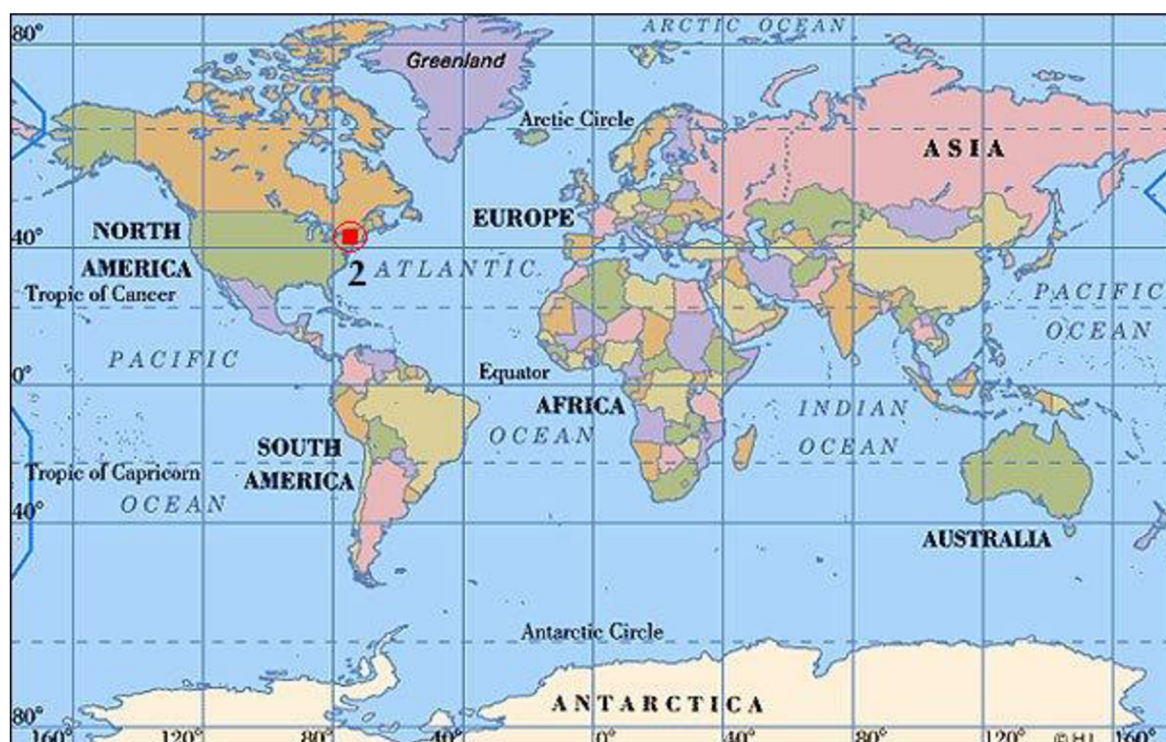 80°
ARCTIC OCEAN
Greenland
Arctic Circle
ASIA
EUROPE
NORTH
AMERICA
40°
2
ATLANTIC
Tropic of Cancer
PACIFIC
OCEAN
PACIFIC
0°
Equator
AFRICA
INDIAN
OCEAN
OCEAN
SOUTH
AMERICA
Tropic of Capricorn
OCEAN
40°
AUSTRALIA
Antarctic Circle
ANTARCTICA
80°
160° 120° 80° 40° 0° 40° 80° 120° 160°